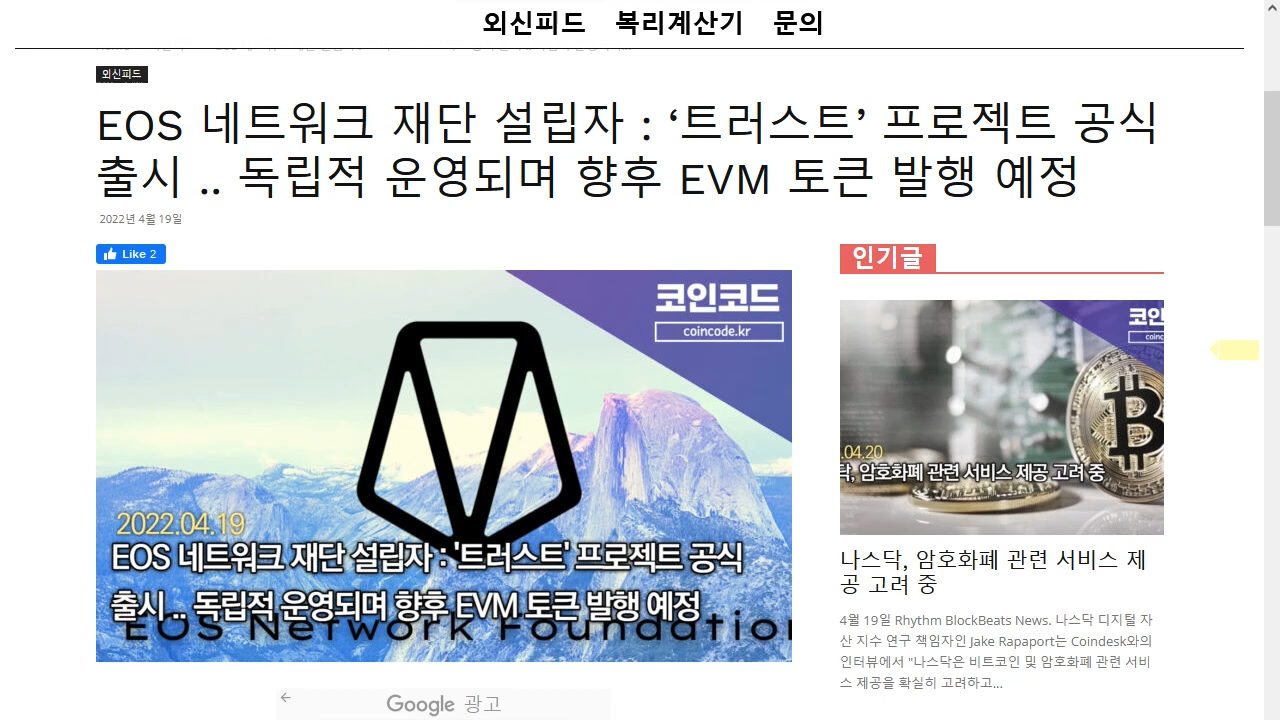 외신피드 복리계산기 문의
외신피드
EOS 네트워크 재단 설립자 : ‘트러스트’ 프로젝트 공식
출시 .. 독립적 운영되며 향후 EVM 토큰 발행 예정
2022년 4월 19일
Like 2
인기글
코인코드
coincode.kr
2022.04.19
EOS 네트워크 재단 설립자 : '트러스트' 프로젝트 공식
출시 .. 독립적 운영되며 향후 EVM 토큰 발행 예정
EOS Network Foundation
코인
coinc
.04.20
닥, 암호화폐 관련 서비스 제공 고려 중
나스닥, 암호화폐 관련 서비스 제
공 고려 중
4월 19일 Rhythm BlockBeats News. 나스닥 디지털 자
산 지수 연구 책임자인 Jake Rapaport는 Coindesk와의
인터뷰에서 "나스닥은 비트코인 및 암호화폐 관련 서비
스 제공을 확실히 고려하고...
Google 광고